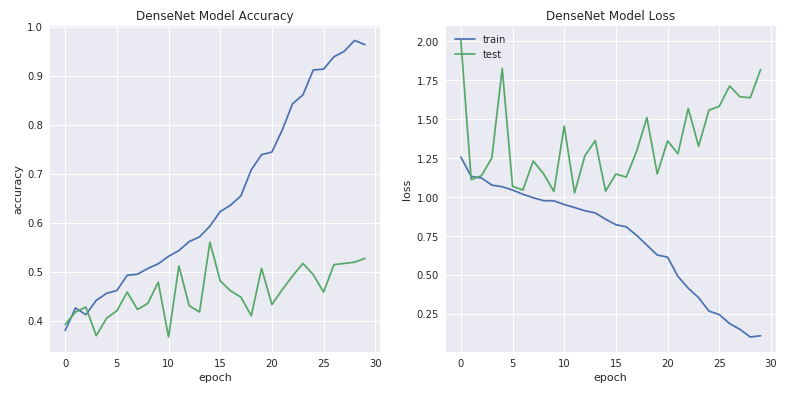 DenseNet Model Accuracy
1.0
0.9
0.8
0.7
0.6
0.5
0.4
accuracy
0 5 10 15 20 25 30
epoch
DenseNet Model Loss
train
test
2.00
1.75
1.50
1.25
1.00
0.75
0.50
0.25
loss
0 5 10 15 20 25 30
epoch